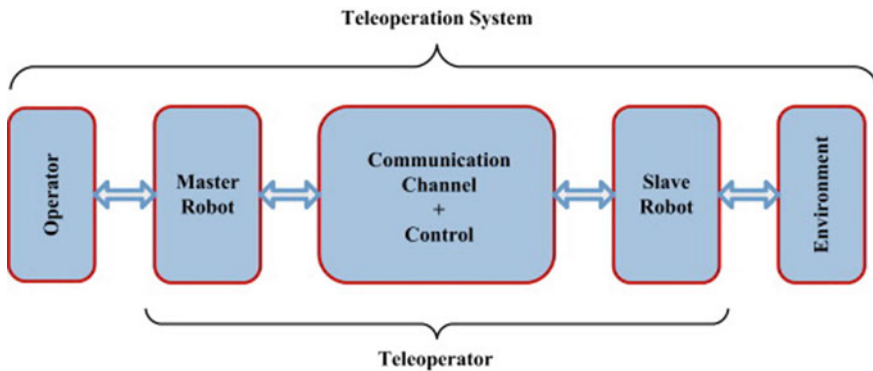 Teleoperation System
Operator
Master
Robot
Communication
Channel
+
Control
Slave
Robot
Environment
Teleoperator